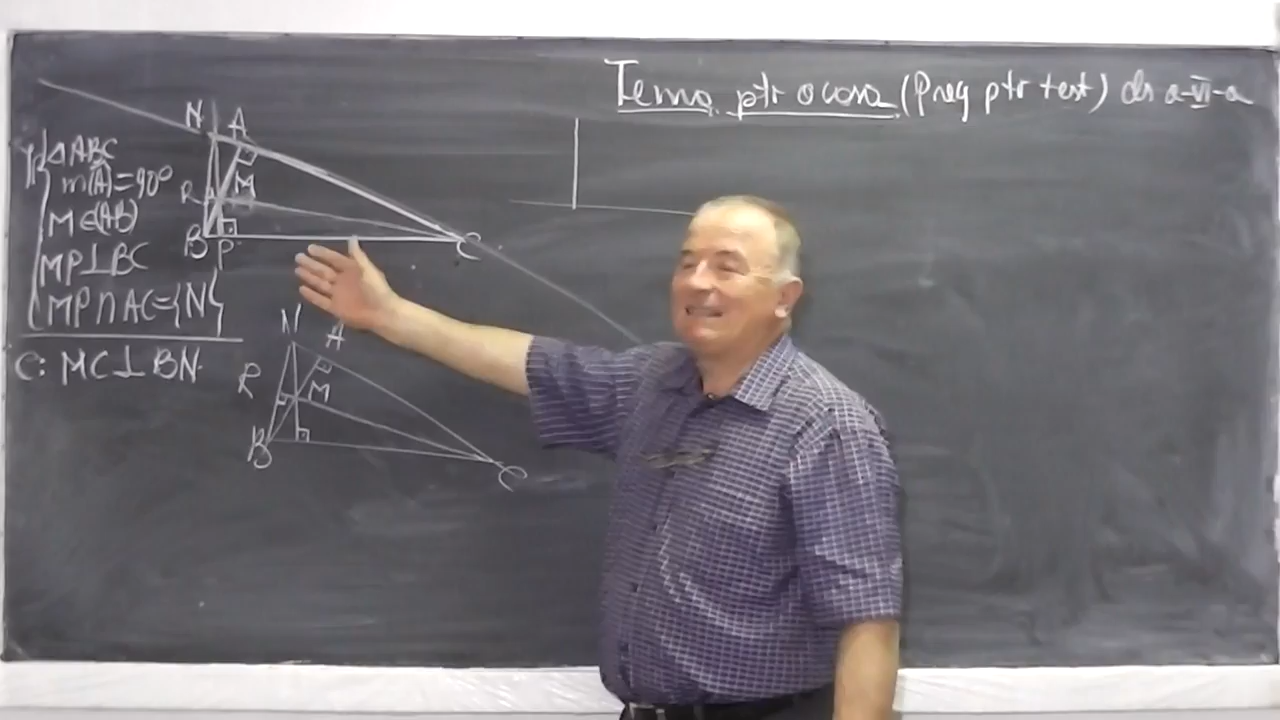 Tema ptr acasa (Preg ptr test) cls a-VI-a
ΔABC
m(Â)=90°
M∈(AB)
MP⊥BC
MP∩AC={N}
C: MC⊥BN
N A
R M
B P C
N A
R M
B C